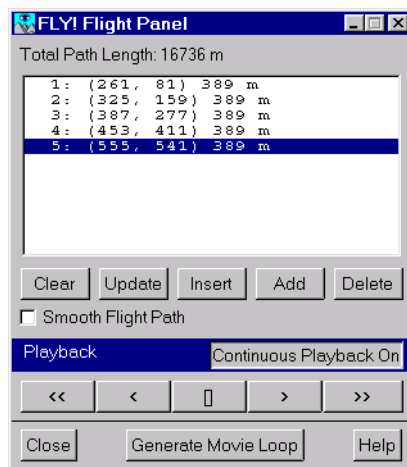 FLY! Flight Panel
Total Path Length: 16736 m
1: (261, 81) 389 m
2: (325, 159) 389 m
3: (387, 277) 389 m
4: (453, 411) 389 m
5: (555, 541) 389 m
Clear Update Insert Add Delete
Smooth Flight Path
Playback Continuous Playback On
<< < [] > >>
Close Generate Movie Loop Help